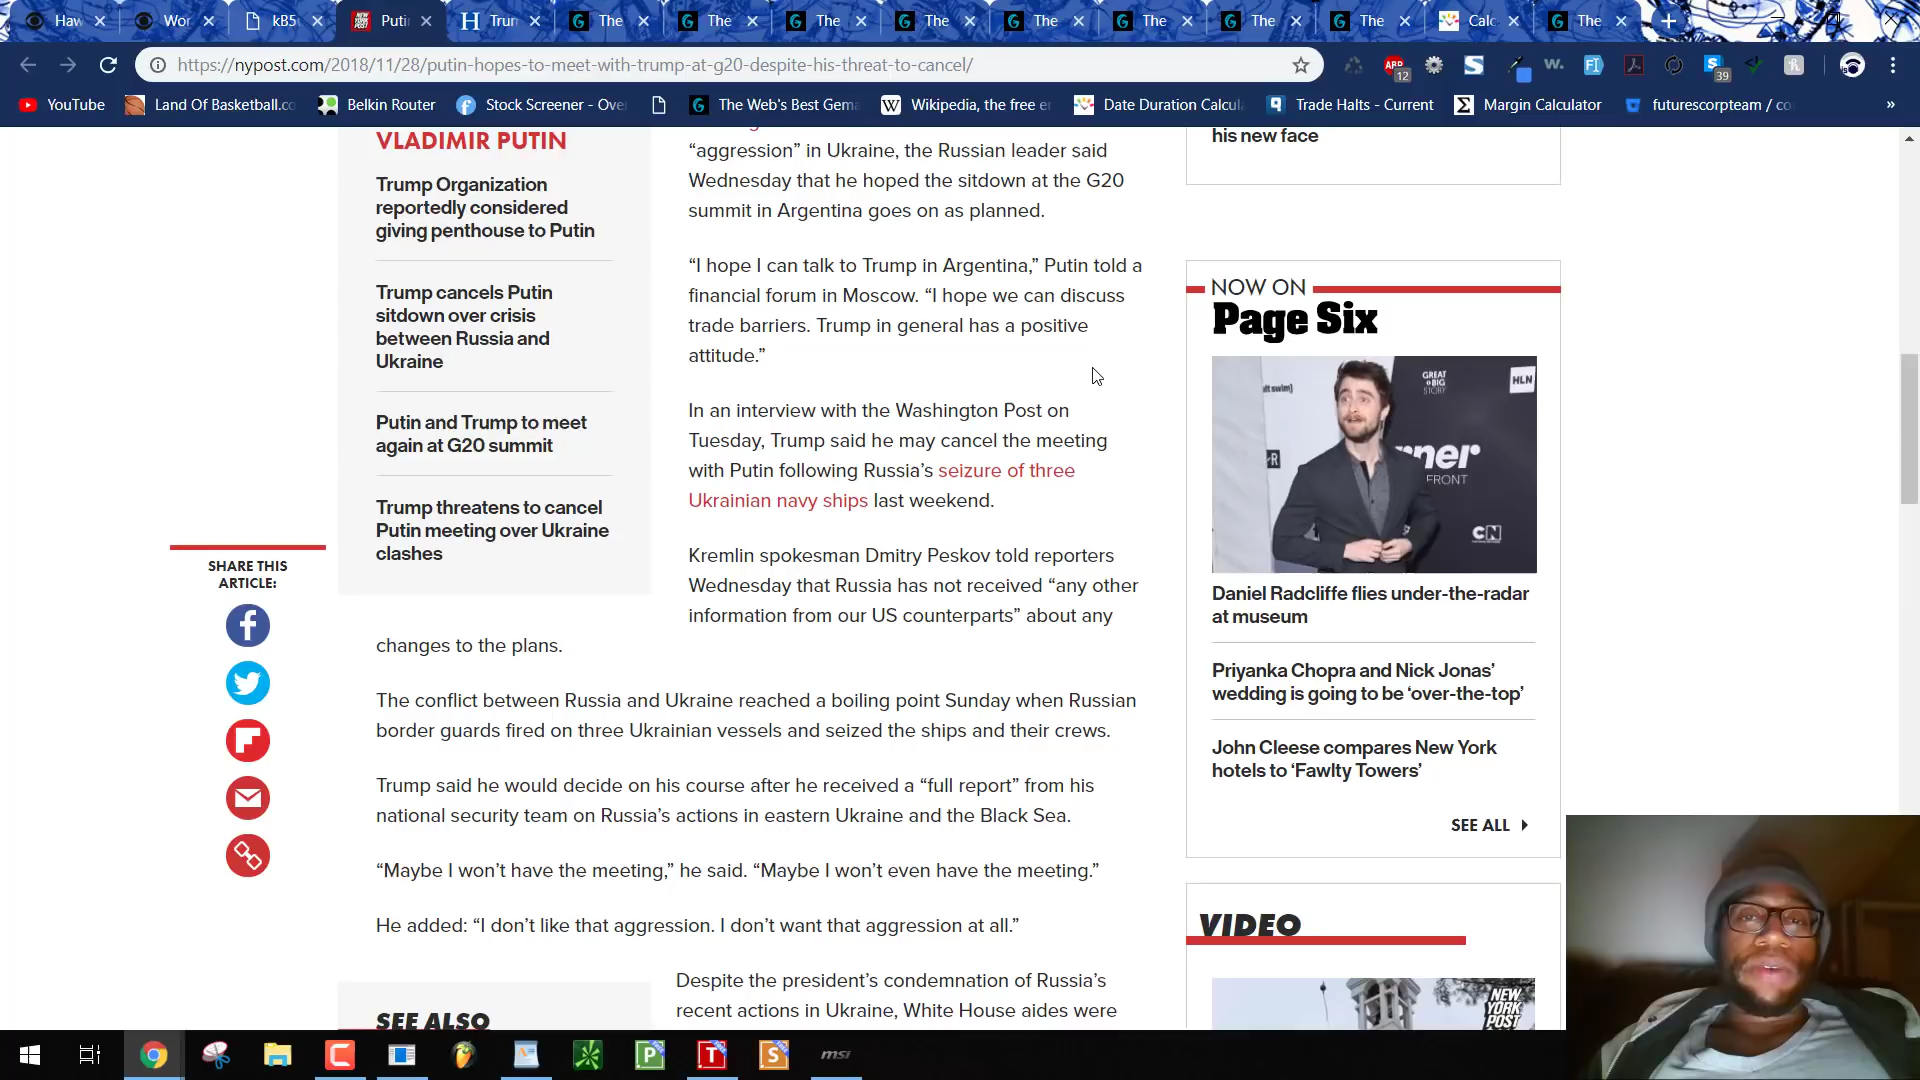 Haw
Wor
kB5
Puti
Trun
The
The
The
The
The
The
The
The
Calc
The
https://nypost.com/2018/11/28/putin-hopes-to-meet-with-trump-at-g20-despite-his-threat-to-cancel/
ABP
12
39
YouTube
Land Of Basketball.co
Belkin Router
Stock Screener - Over
The Web's Best Gema
Wikipedia, the free e
Date Duration Calcul
Trade Halts - Current
Margin Calculator
futurescorpteam / co
VLADIMIR PUTIN
Trump Organization
reportedly considered
giving penthouse to Putin
Trump cancels Putin
sitdown over crisis
between Russia and
Ukraine
Putin and Trump to meet
again at G20 summit
Trump threatens to cancel
Putin meeting over Ukraine
clashes
SHARE THIS
ARTICLE:
“aggression” in Ukraine, the Russian leader said
Wednesday that he hoped the sitdown at the G20
summit in Argentina goes on as planned.
“I hope I can talk to Trump in Argentina,” Putin told a
financial forum in Moscow. “I hope we can discuss
trade barriers. Trump in general has a positive
attitude.”
In an interview with the Washington Post on
Tuesday, Trump said he may cancel the meeting
with Putin following Russia’s seizure of three
Ukrainian navy ships last weekend.
Kremlin spokesman Dmitry Peskov told reporters
Wednesday that Russia has not received “any other
information from our US counterparts” about any
changes to the plans.
The conflict between Russia and Ukraine reached a boiling point Sunday when Russian
border guards fired on three Ukrainian vessels and seized the ships and their crews.
Trump said he would decide on his course after he received a “full report” from his
national security team on Russia’s actions in eastern Ukraine and the Black Sea.
“Maybe I won’t have the meeting,” he said. “Maybe I won’t even have the meeting.”
He added: “I don’t like that aggression. I don’t want that aggression at all.”
SEE ALSO
Despite the president’s condemnation of Russia’s
recent actions in Ukraine, White House aides were
his new face
NOW ON
Page Six
GREAT
BIG
STORY
HLN
rner
FRONT
CN
Daniel Radcliffe flies under-the-radar
at museum
Priyanka Chopra and Nick Jonas’
wedding is going to be ‘over-the-top’
John Cleese compares New York
hotels to ‘Fawlty Towers’
SEE ALL
VIDEO
NEW
YORK
POST
msi